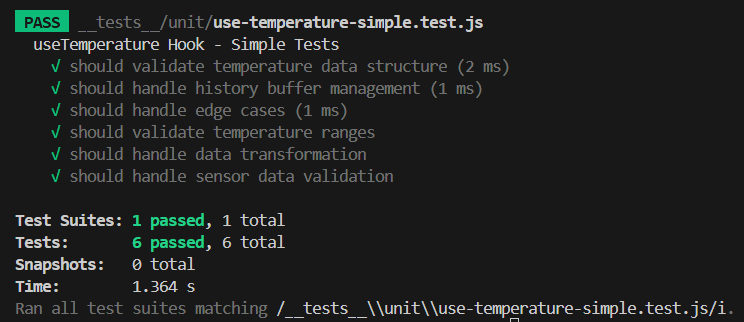 PASS __tests__/unit/use-temperature-simple.test.js
useTemperature Hook - Simple Tests
√ should validate temperature data structure (2 ms)
√ should handle history buffer management (1 ms)
√ should handle edge cases (1 ms)
√ should validate temperature ranges
√ should handle data transformation
√ should handle sensor data validation
Test Suites: 1 passed, 1 total
Tests: 6 passed, 6 total
Snapshots: 0 total
Time: 1.364 s
Ran all test suites matching /__tests__\\unit\\use-temperature-simple.test.js/i.